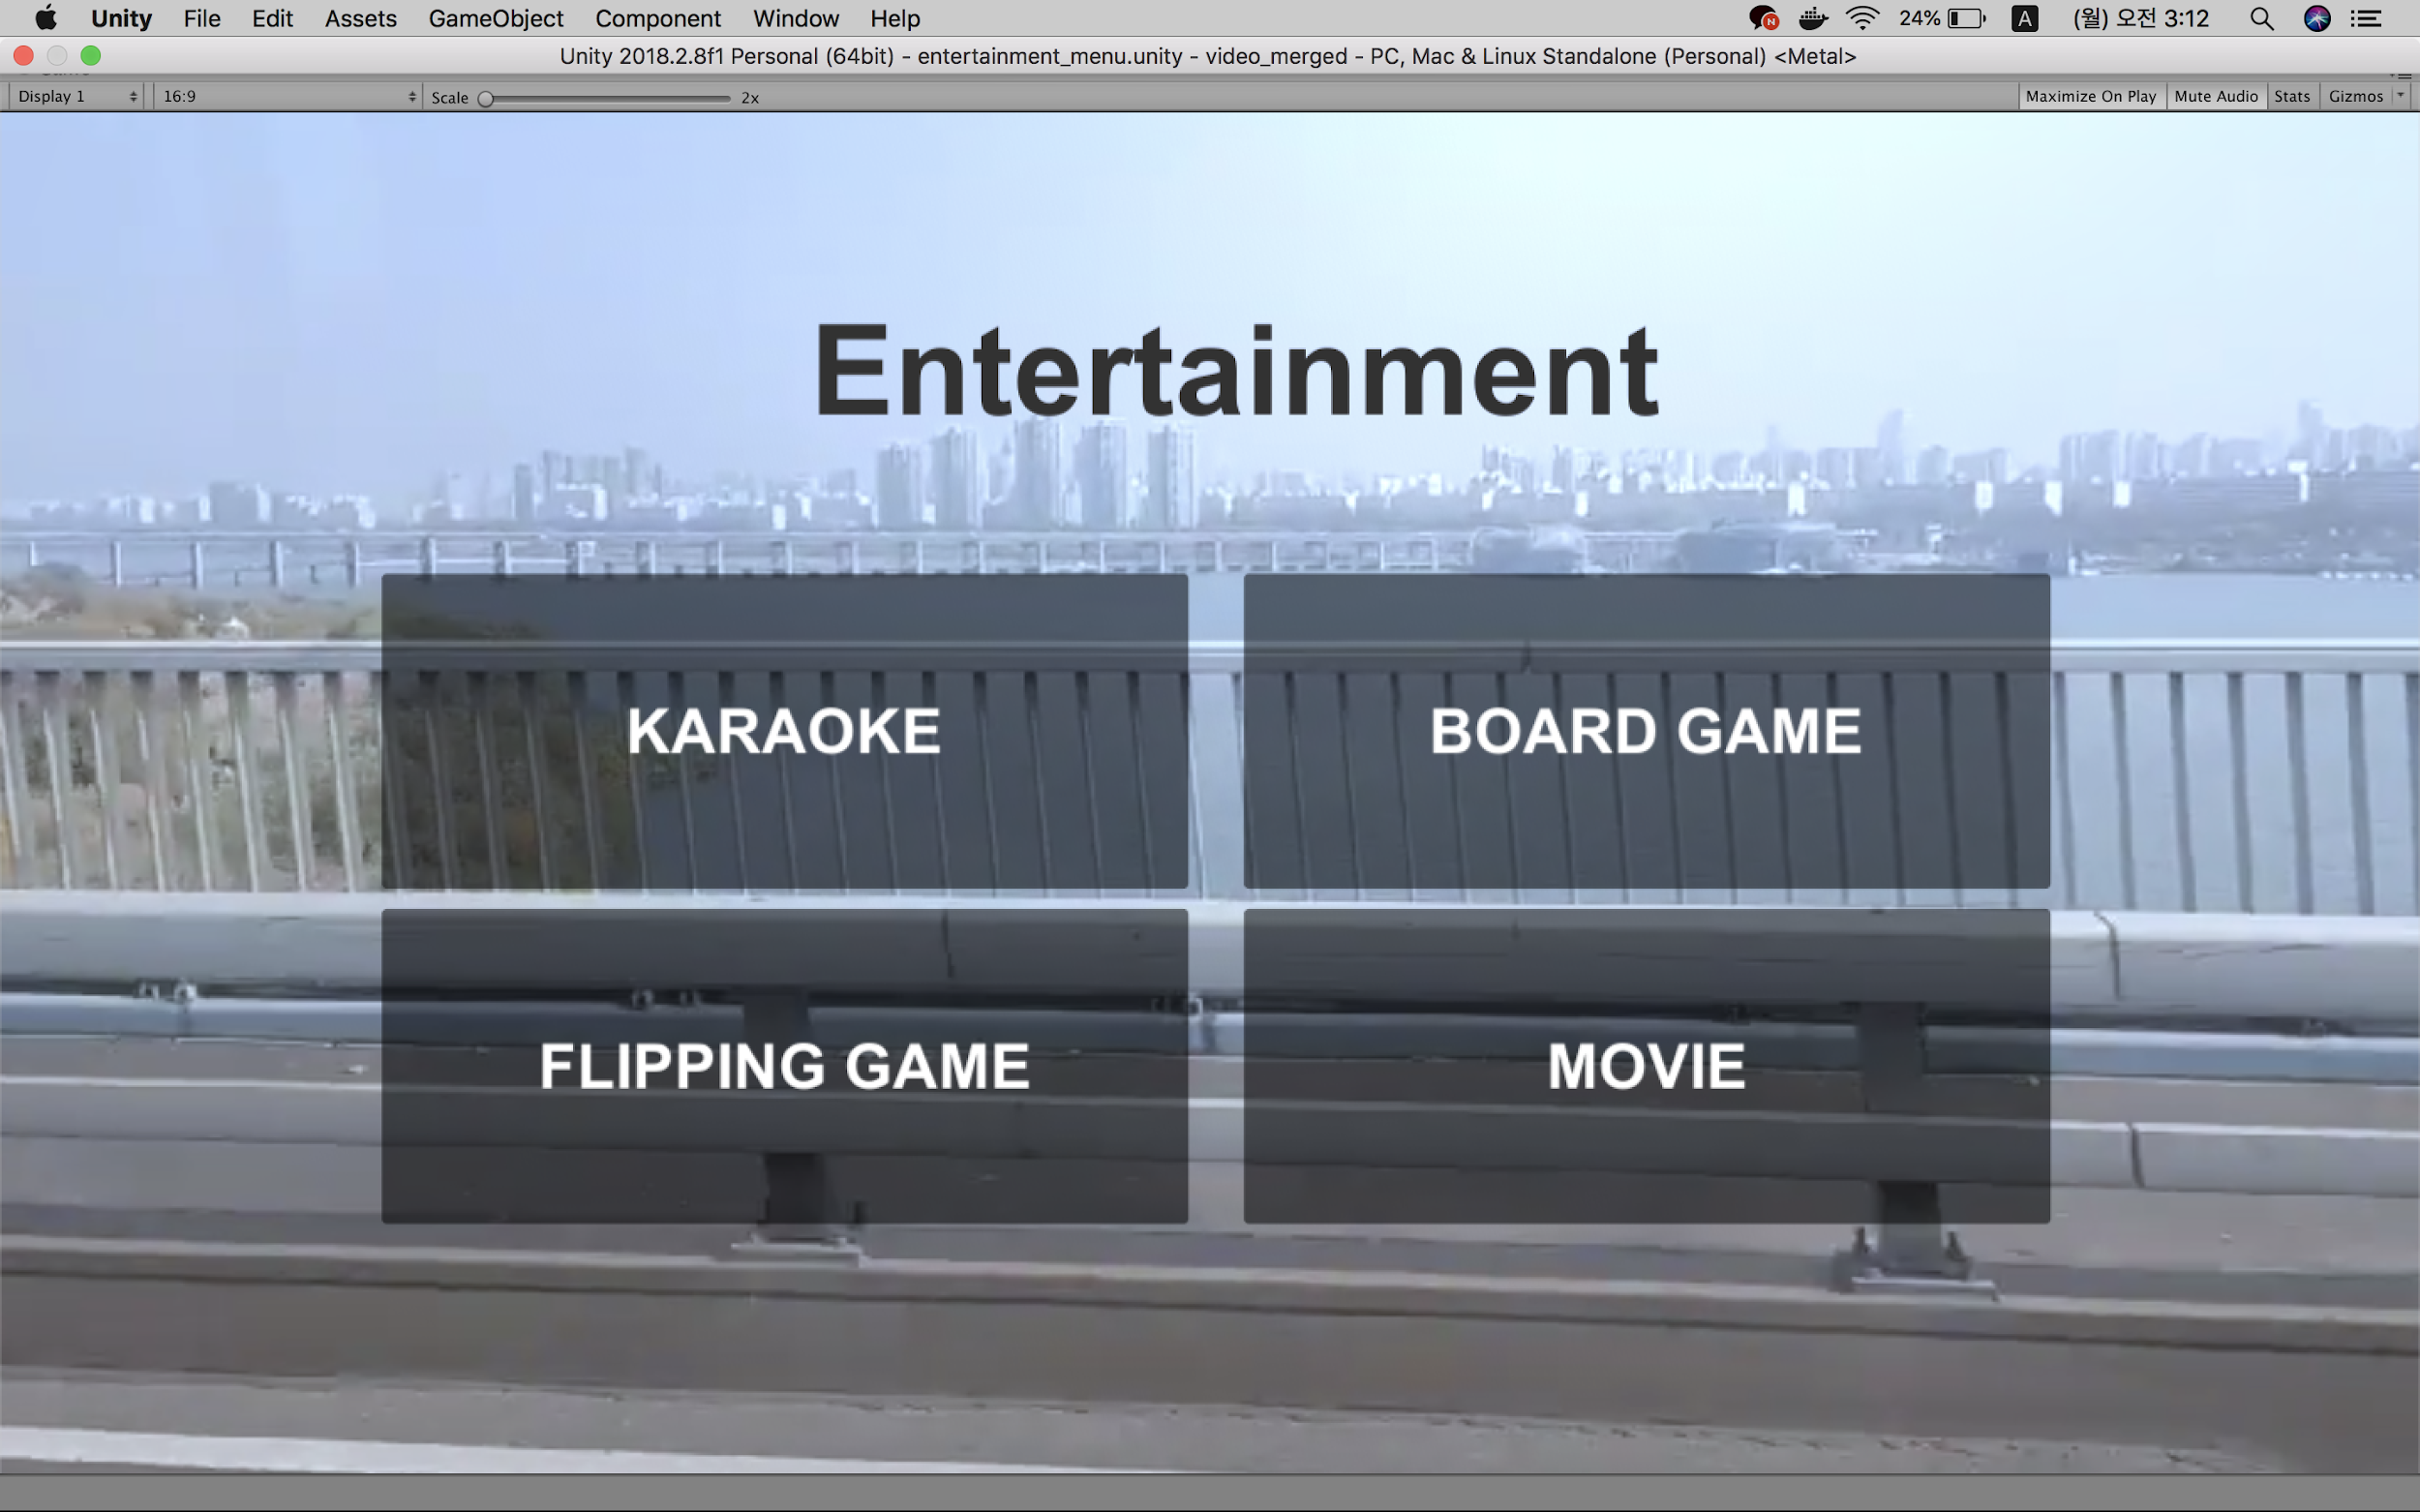 Unity File Edit Assets GameObject Component Window Help N 24% A (월) 오전 3:12
Unity 2018.2.8f1 Personal (64bit) - entertainment_menu.unity - video_merged - PC, Mac & Linux Standalone (Personal) <Metal>
Display 1 16:9 Scale 2x Maximize On Play Mute Audio Stats Gizmos
Entertainment
KARAOKE BOARD GAME
FLIPPING GAME MOVIE